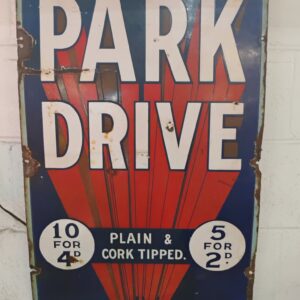 PARK
DRIVE
10
FOR
4D
PLAIN &
CORK TIPPED.
5
FOR
2D